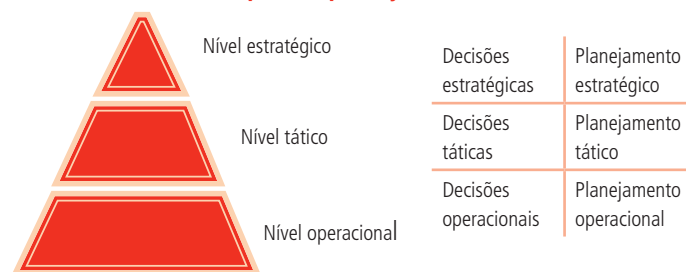 Nível estratégico
Decisões
estratégicas
Planejamento
estratégico
Nível tático
Decisões
táticas
Planejamento
tático
Nível operacional
Decisões
operacionais
Planejamento
operacional